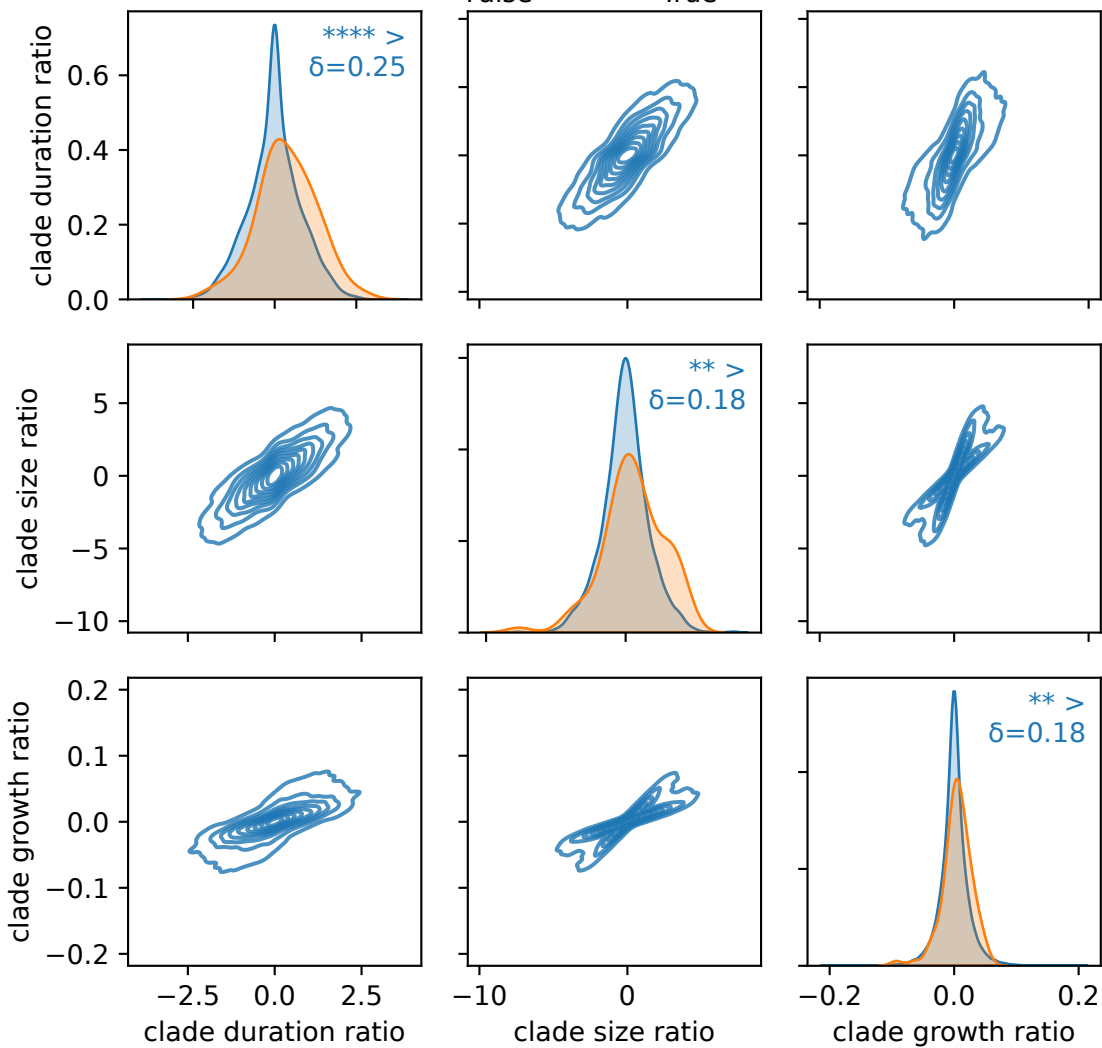 False True
clade duration ratio
0.6
0.4
0.2
0.0
**** >
δ=0.25
clade size ratio
5
0
−5
−10
** >
δ=0.18
clade growth ratio
0.2
0.1
0.0
−0.1
−0.2
** >
δ=0.18
−2.5 0.0 2.5
−10 0
−0.2 0.0 0.2
clade duration ratio
clade size ratio
clade growth ratio